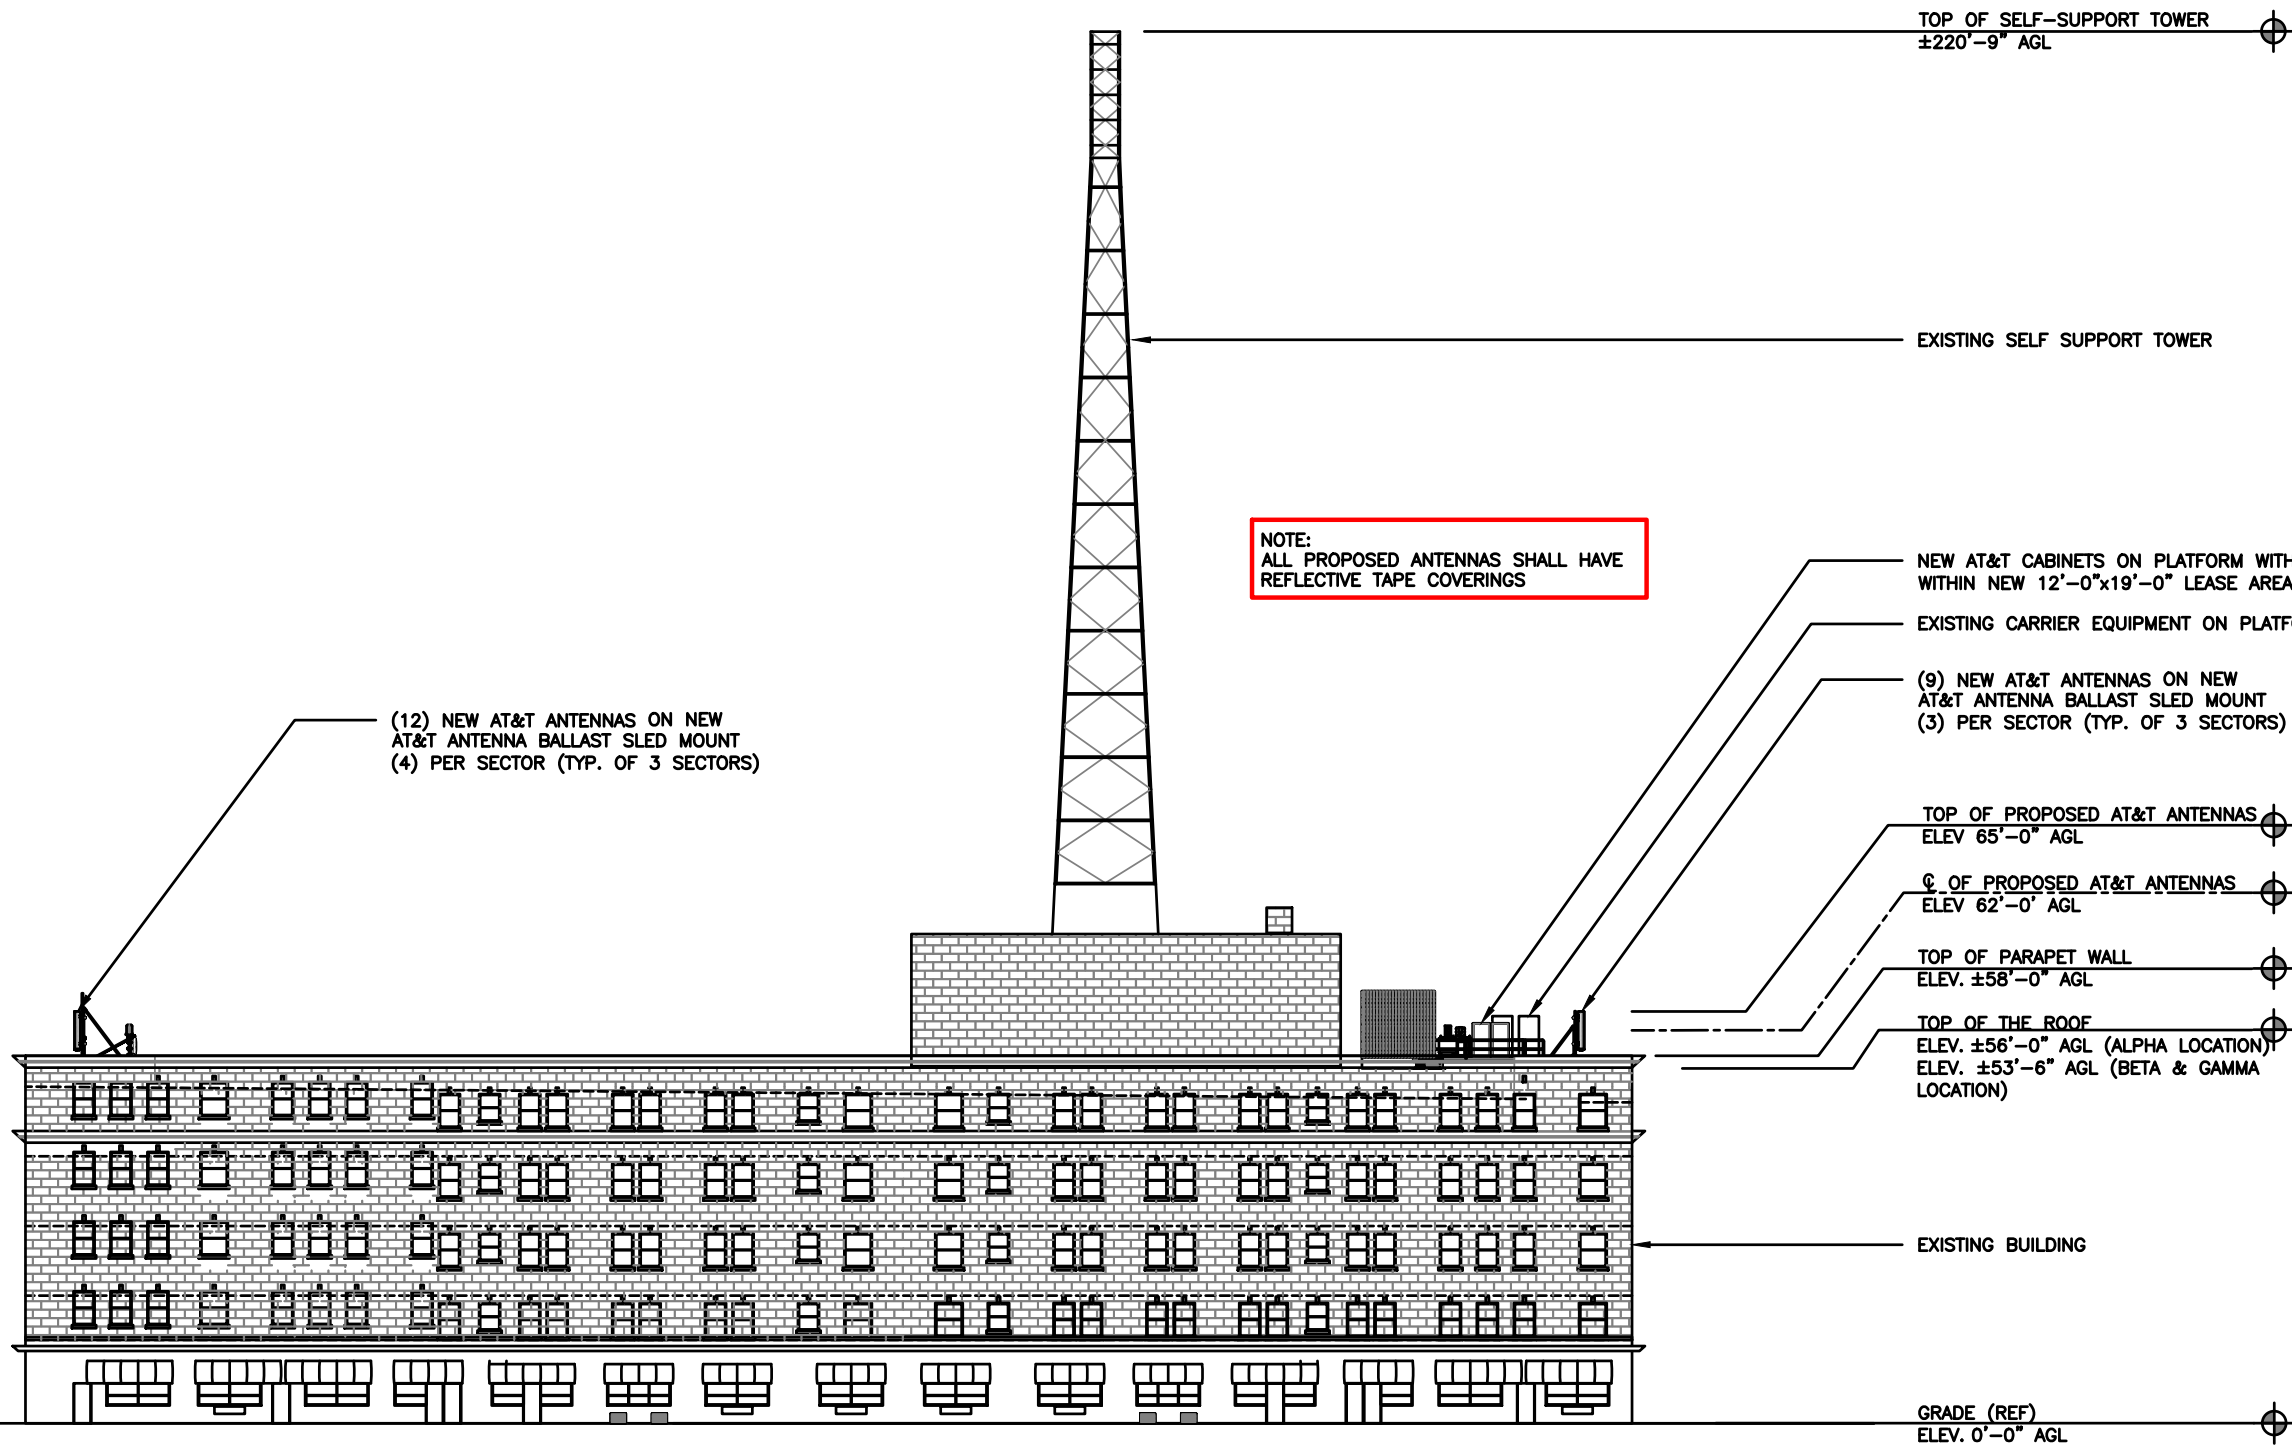 TOP OF SELF-SUPPORT TOWER
±220'-9" AGL
EXISTING SELF SUPPORT TOWER
NOTE:
ALL PROPOSED ANTENNAS SHALL HAVE
REFLECTIVE TAPE COVERINGS
NEW AT&T CABINETS ON PLATFORM WITH
WITHIN NEW 12'-0"x19'-0" LEASE AREA
EXISTING CARRIER EQUIPMENT ON
(9) NEW AT&T ANTENNAS ON NEW
AT&T ANTENNA BALLAST SLED MOUNT
(3) PER SECTOR (TYP. OF 3 SECTORS)
(12) NEW AT&T ANTENNAS ON NEW
AT&T ANTENNA BALLAST SLED MOUNT
(4) PER SECTOR (TYP. OF 3 SECTORS)
TOP OF PROPOSED AT&T ANTENNAS
ELEV 65'-0" AGL
℄ OF PROPOSED AT&T ANTENNAS
ELEV 62'-0' AGL
TOP OF PARAPET WALL
ELEV. ±58'-0" AGL
TOP OF THE ROOF
ELEV. ±56'-0" AGL (ALPHA LOCATION)
ELEV. ±53'-6" AGL (BETA & GAMMA
LOCATION)
EXISTING BUILDING
GRADE (REF)
ELEV. 0'-0" AGL